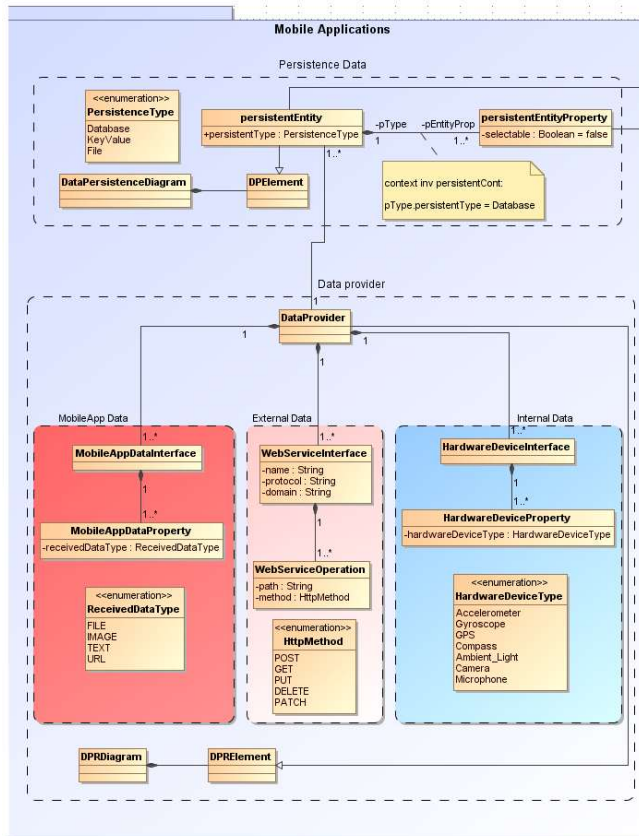 Mobile Applications
Persistence Data
<<enumeration>>
PersistenceType
Database
KeyValue
File
persistentEntity
+persistentType : PersistenceType
-pType
1
-pEntityProp
1..*
persistentEntityProperty
-selectable : Boolean = false
1..*
DataPersistenceDiagram
DPElement
context inv persistentCont:
pType.persistentType = Database
Data provider
1
DataProvider
1
1
1
MobileApp Data
External Data
Internal Data
1..*
1..*
1..*
MobileAppDataInterface
1
1..*
MobileAppDataProperty
-receivedDataType : ReceivedDataType
<<enumeration>>
ReceivedDataType
FILE
IMAGE
TEXT
URL
WebServiceInterface
-name : String
-protocol : String
-domain : String
1
1..*
WebServiceOperation
-path : String
-method : HttpMethod
<<enumeration>>
HttpMethod
POST
GET
PUT
DELETE
PATCH
HardwareDeviceInterface
1
1..*
HardwareDeviceProperty
-hardwareDeviceType : HardwareDeviceType
<<enumeration>>
HardwareDeviceType
Accelerometer
Gyroscope
GPS
Compass
Ambient_Light
Camera
Microphone
DPRDiagram
DPRElement